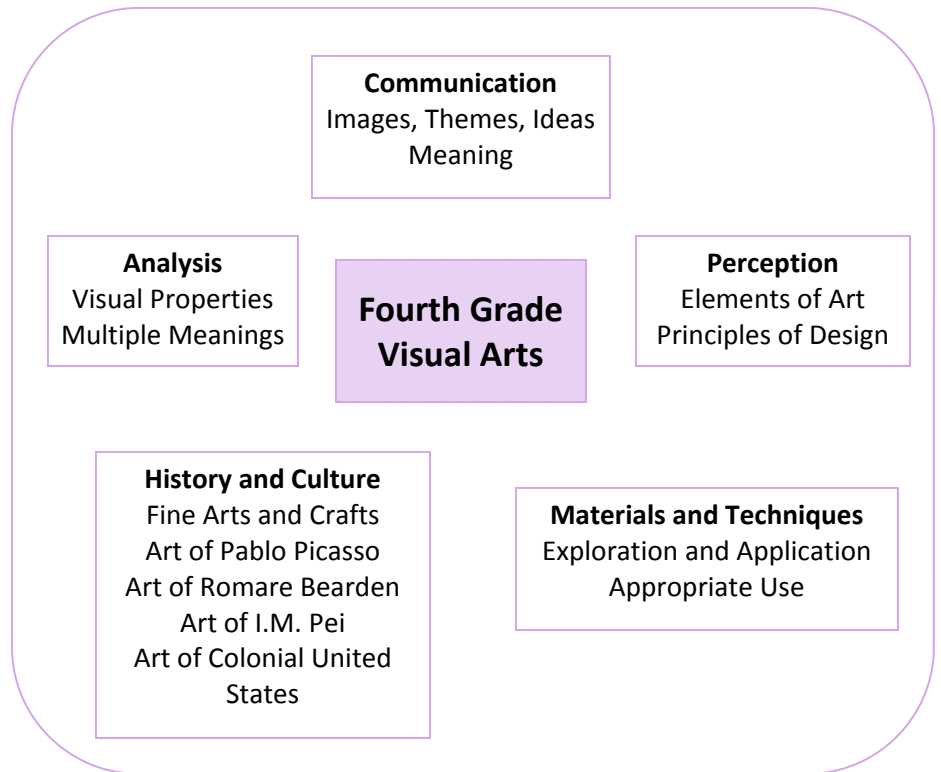 Communication
Images, Themes, Ideas
Meaning
Analysis
Visual Properties
Multiple Meanings
Fourth Grade
Visual Arts
Perception
Elements of Art
Principles of Design
History and Culture
Fine Arts and Crafts
Art of Pablo Picasso
Art of Romare Bearden
Art of I.M. Pei
Art of Colonial United
States
Materials and Techniques
Exploration and Application
Appropriate Use